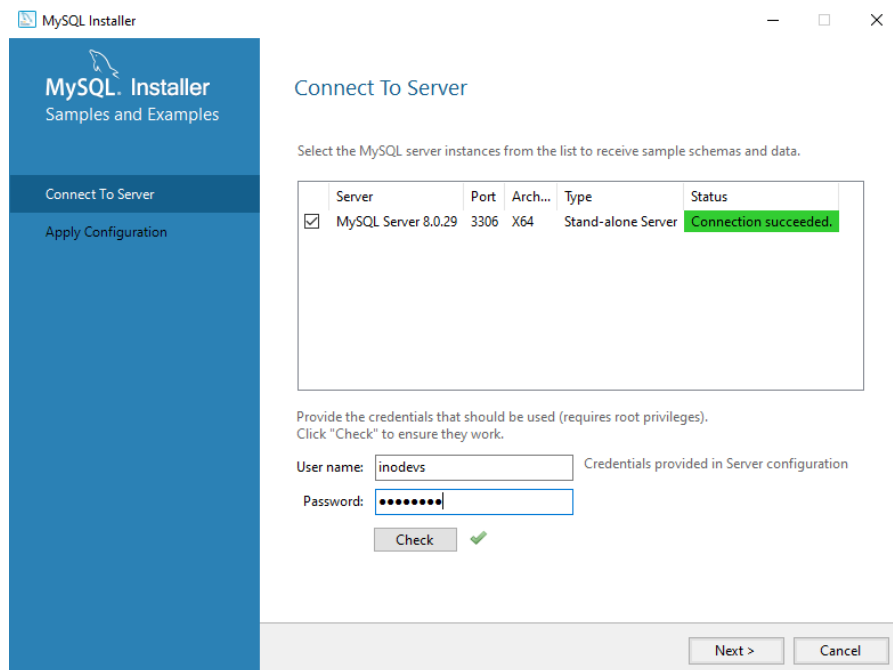 MySQL Installer
MySQL. Installer
Samples and Examples
Connect To Server
Apply Configuration
Connect To Server
Select the MySQL server instances from the list to receive sample schemas and data.
Server Port Arch... Type Status
MySQL Server 8.0.29 3306 X64 Stand-alone Server Connection succeeded.
Provide the credentials that should be used (requires root privileges).
Click "Check" to ensure they work.
User name: inodevs Credentials provided in Server configuration
Password: ●●●●●●●●
Check
Next > Cancel